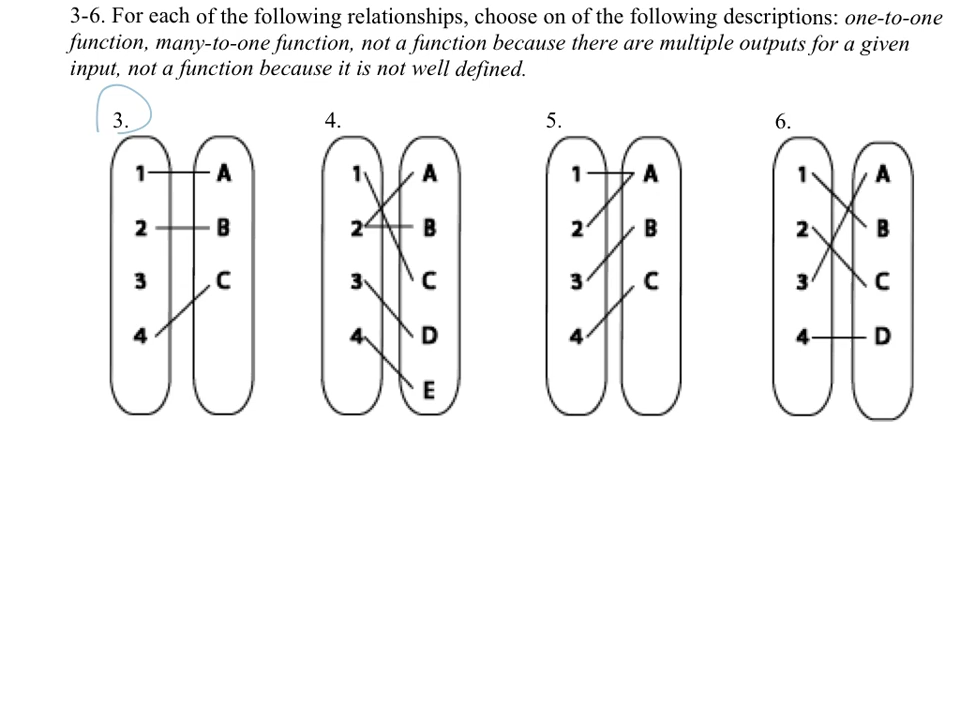 3-6. For each of the following relationships, choose on of the following descriptions: one-to-one
function, many-to-one function, not a function because there are multiple outputs for a given
input, not a function because it is not well defined.
3. 4. 5. 6.
1 A 1 A 1 A 1 A
2 B 2 B 2 B 2 B
3 C 3 C 3 C 3 C
4 4 D 4 4 D
E